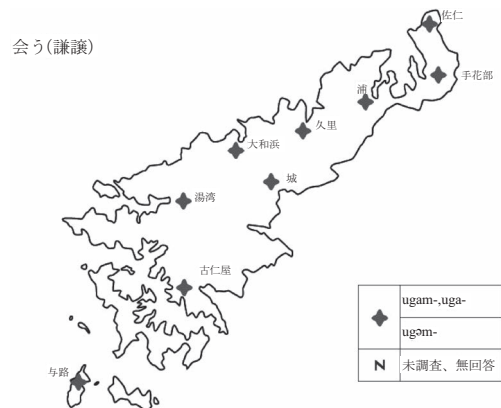 会う(謙譲)
佐仁
手花部
浦
久里
大和浜
城
湯湾
古仁屋
与路
ugam-,uga-
ugəm-
N 未調査、無回答